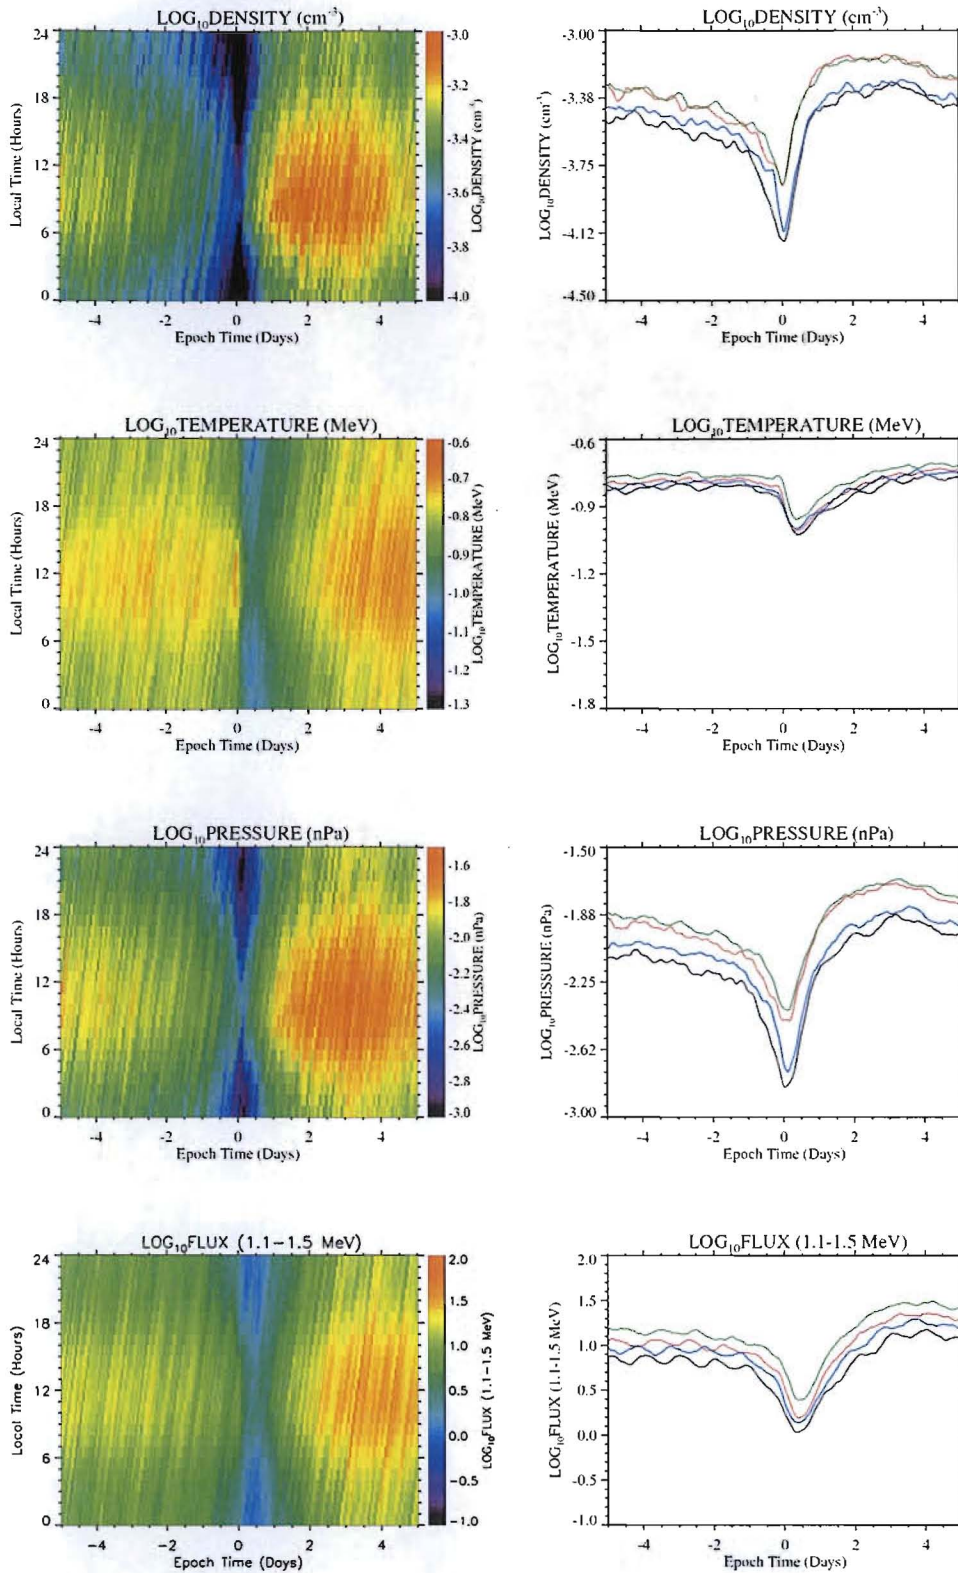 LOG₁₀DENSITY (cm⁻³)
24
18
12
6
0
Local Time (Hours)
-4 -2 0 2 4
Epoch Time (Days)
-3.0
-3.2
-3.4
-3.6
-3.8
-4.0
LOG₁₀DENSITY (cm⁻³)
LOG₁₀DENSITY (cm⁻³)
-3.00
-3.38
-3.75
-4.12
-4.50
LOG₁₀DENSITY (cm⁻³)
-4 -2 0 2 4
Epoch Time (Days)
LOG₁₀TEMPERATURE (MeV)
24
18
12
6
0
Local Time (Hours)
-4 -2 0 2 4
Epoch Time (Days)
-0.6
-0.7
-0.8
-0.9
-1.0
-1.1
-1.2
-1.3
LOG₁₀TEMPERATURE (MeV)
LOG₁₀TEMPERATURE (MeV)
-0.6
-0.9
-1.2
-1.5
-1.8
LOG₁₀TEMPERATURE (MeV)
-4 -2 0 2 4
Epoch Time (Days)
LOG₁₀PRESSURE (nPa)
24
18
12
6
0
Local Time (Hours)
-4 -2 0 2 4
Epoch Time (Days)
-1.6
-1.8
-2.0
-2.2
-2.4
-2.6
-2.8
-3.0
LOG₁₀PRESSURE (nPa)
LOG₁₀PRESSURE (nPa)
-1.50
-1.88
-2.25
-2.62
-3.00
LOG₁₀PRESSURE (nPa)
-4 -2 0 2 4
Epoch Time (Days)
LOG₁₀FLUX (1.1–1.5 MeV)
24
18
12
6
0
Local Time (Hours)
-4 -2 0 2 4
Epoch Time (Days)
2.0
1.5
1.0
0.5
0.0
-0.5
-1.0
LOG₁₀FLUX (1.1–1.5 MeV)
LOG₁₀FLUX (1.1-1.5 MeV)
2.0
1.5
1.0
0.5
0.0
-0.5
-1.0
LOG₁₀FLUX (1.1-1.5 MeV)
-4 -2 0 2 4
Epoch Time (Days)